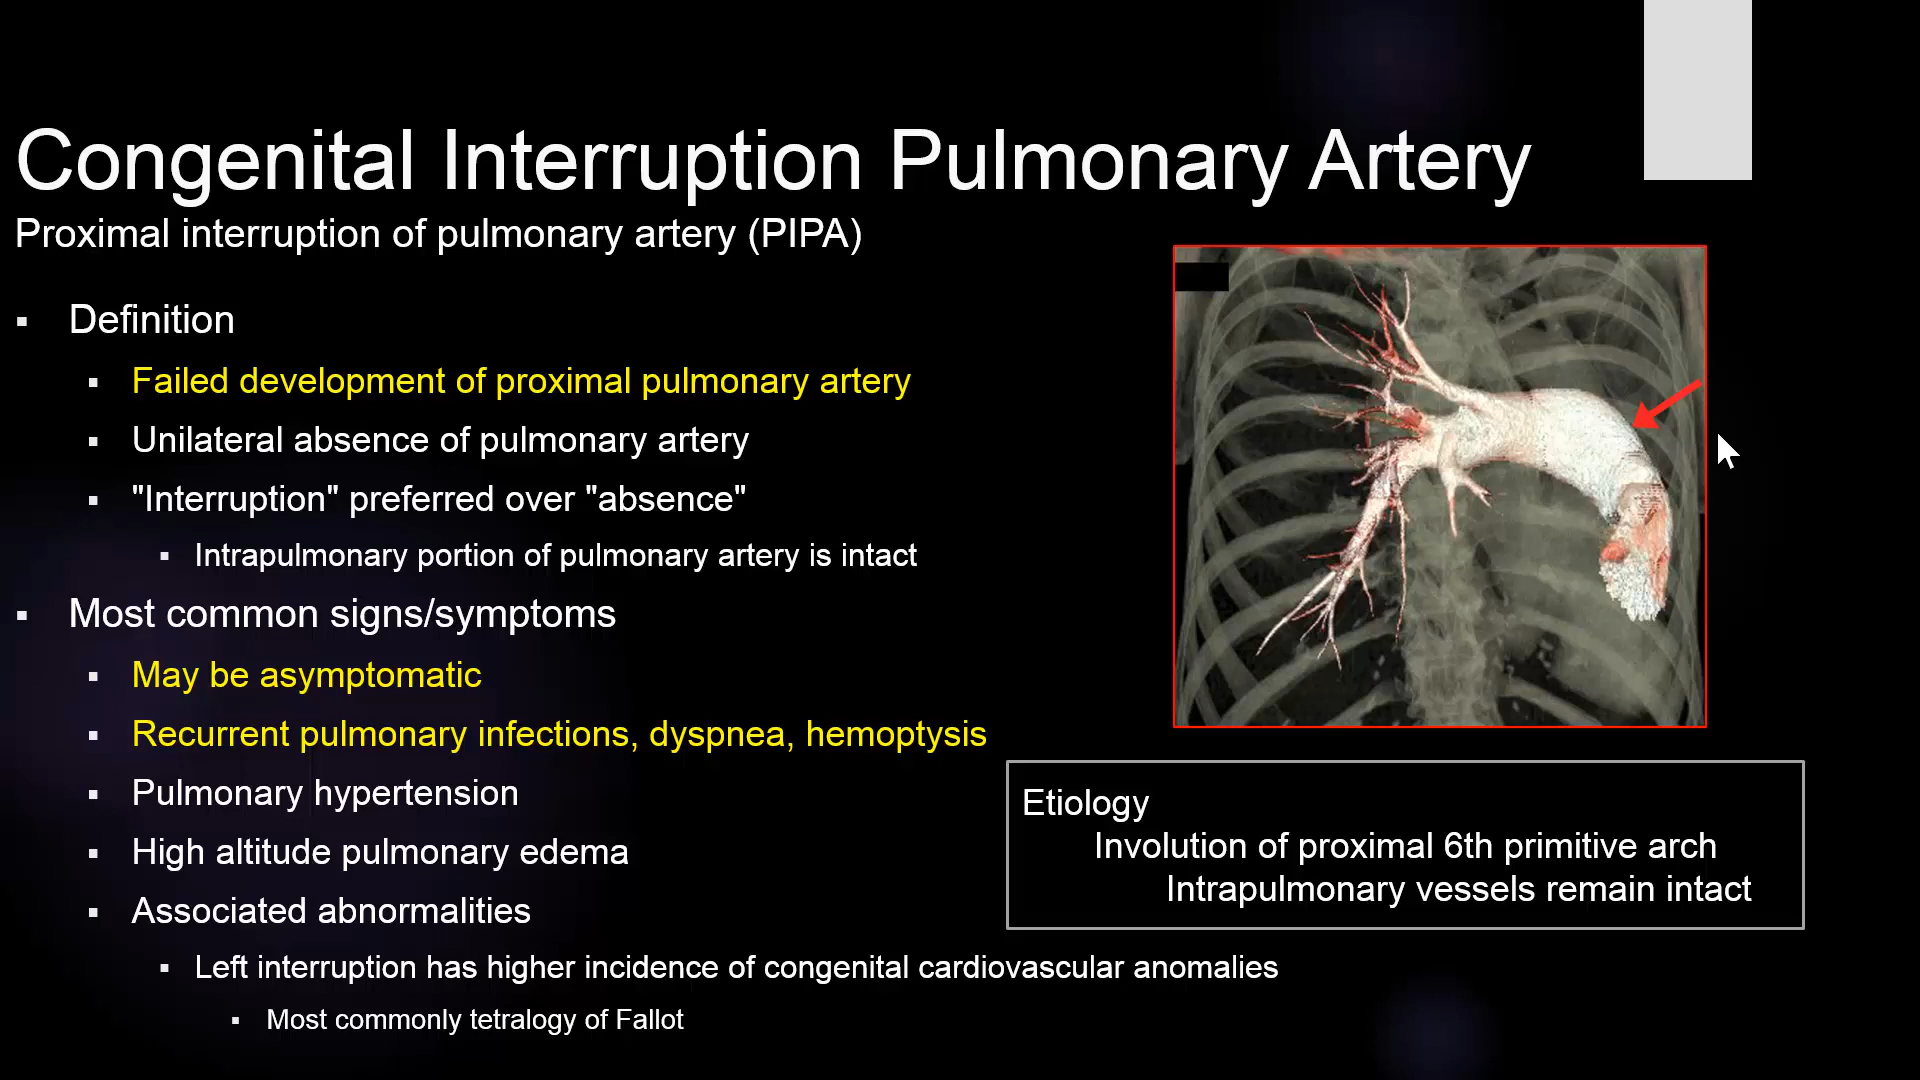 Congenital Interruption Pulmonary Artery
Proximal interruption of pulmonary artery (PIPA)
Definition
Failed development of proximal pulmonary artery
Unilateral absence of pulmonary artery
"Interruption" preferred over "absence"
Intrapulmonary portion of pulmonary artery is intact
Most common signs/symptoms
May be asymptomatic
Recurrent pulmonary infections, dyspnea, hemoptysis
Pulmonary hypertension
High altitude pulmonary edema
Associated abnormalities
Left interruption has higher incidence of congenital cardiovascular anomalies
Most commonly tetralogy of Fallot
Etiology
Involution of proximal 6th primitive arch
Intrapulmonary vessels remain intact